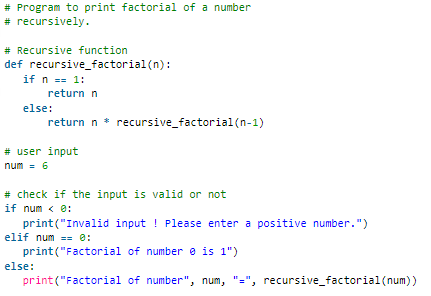 # Program to print factorial of a number
# recursively.

# Recursive function
def recursive_factorial(n):
   if n == 1:
       return n
   else:
       return n * recursive_factorial(n-1)

# user input
num = 6

# check if the input is valid or not
if num < 0:
   print("Invalid input ! Please enter a positive number.")
elif num == 0:
   print("Factorial of number 0 is 1")
else:
   print("Factorial of number", num, "=", recursive_factorial(num))